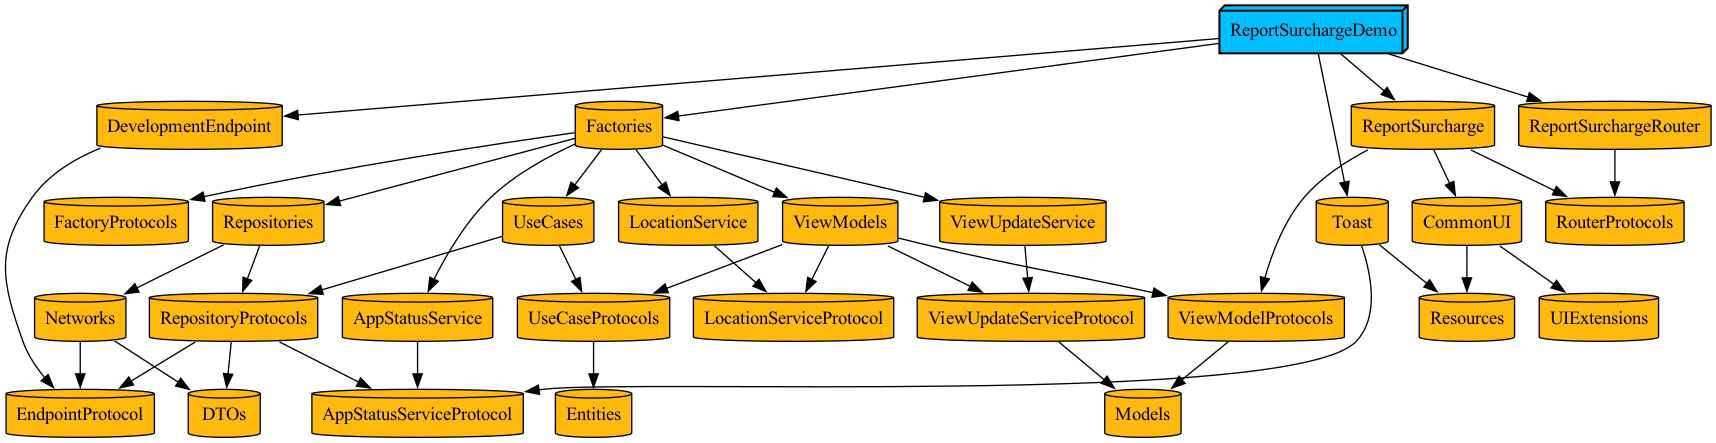 ReportSurchargeDemo
DevelopmentEndpoint
Factories
ReportSurcharge
ReportSurchargeRouter
FactoryProtocols
Repositories
UseCases
LocationService
ViewModels
ViewUpdateService
Toast
CommonUI
RouterProtocols
Networks
RepositoryProtocols
AppStatusService
UseCaseProtocols
LocationServiceProtocol
ViewUpdateServiceProtocol
ViewModelProtocols
Resources
UIExtensions
EndpointProtocol
DTOs
AppStatusServiceProtocol
Entities
Models